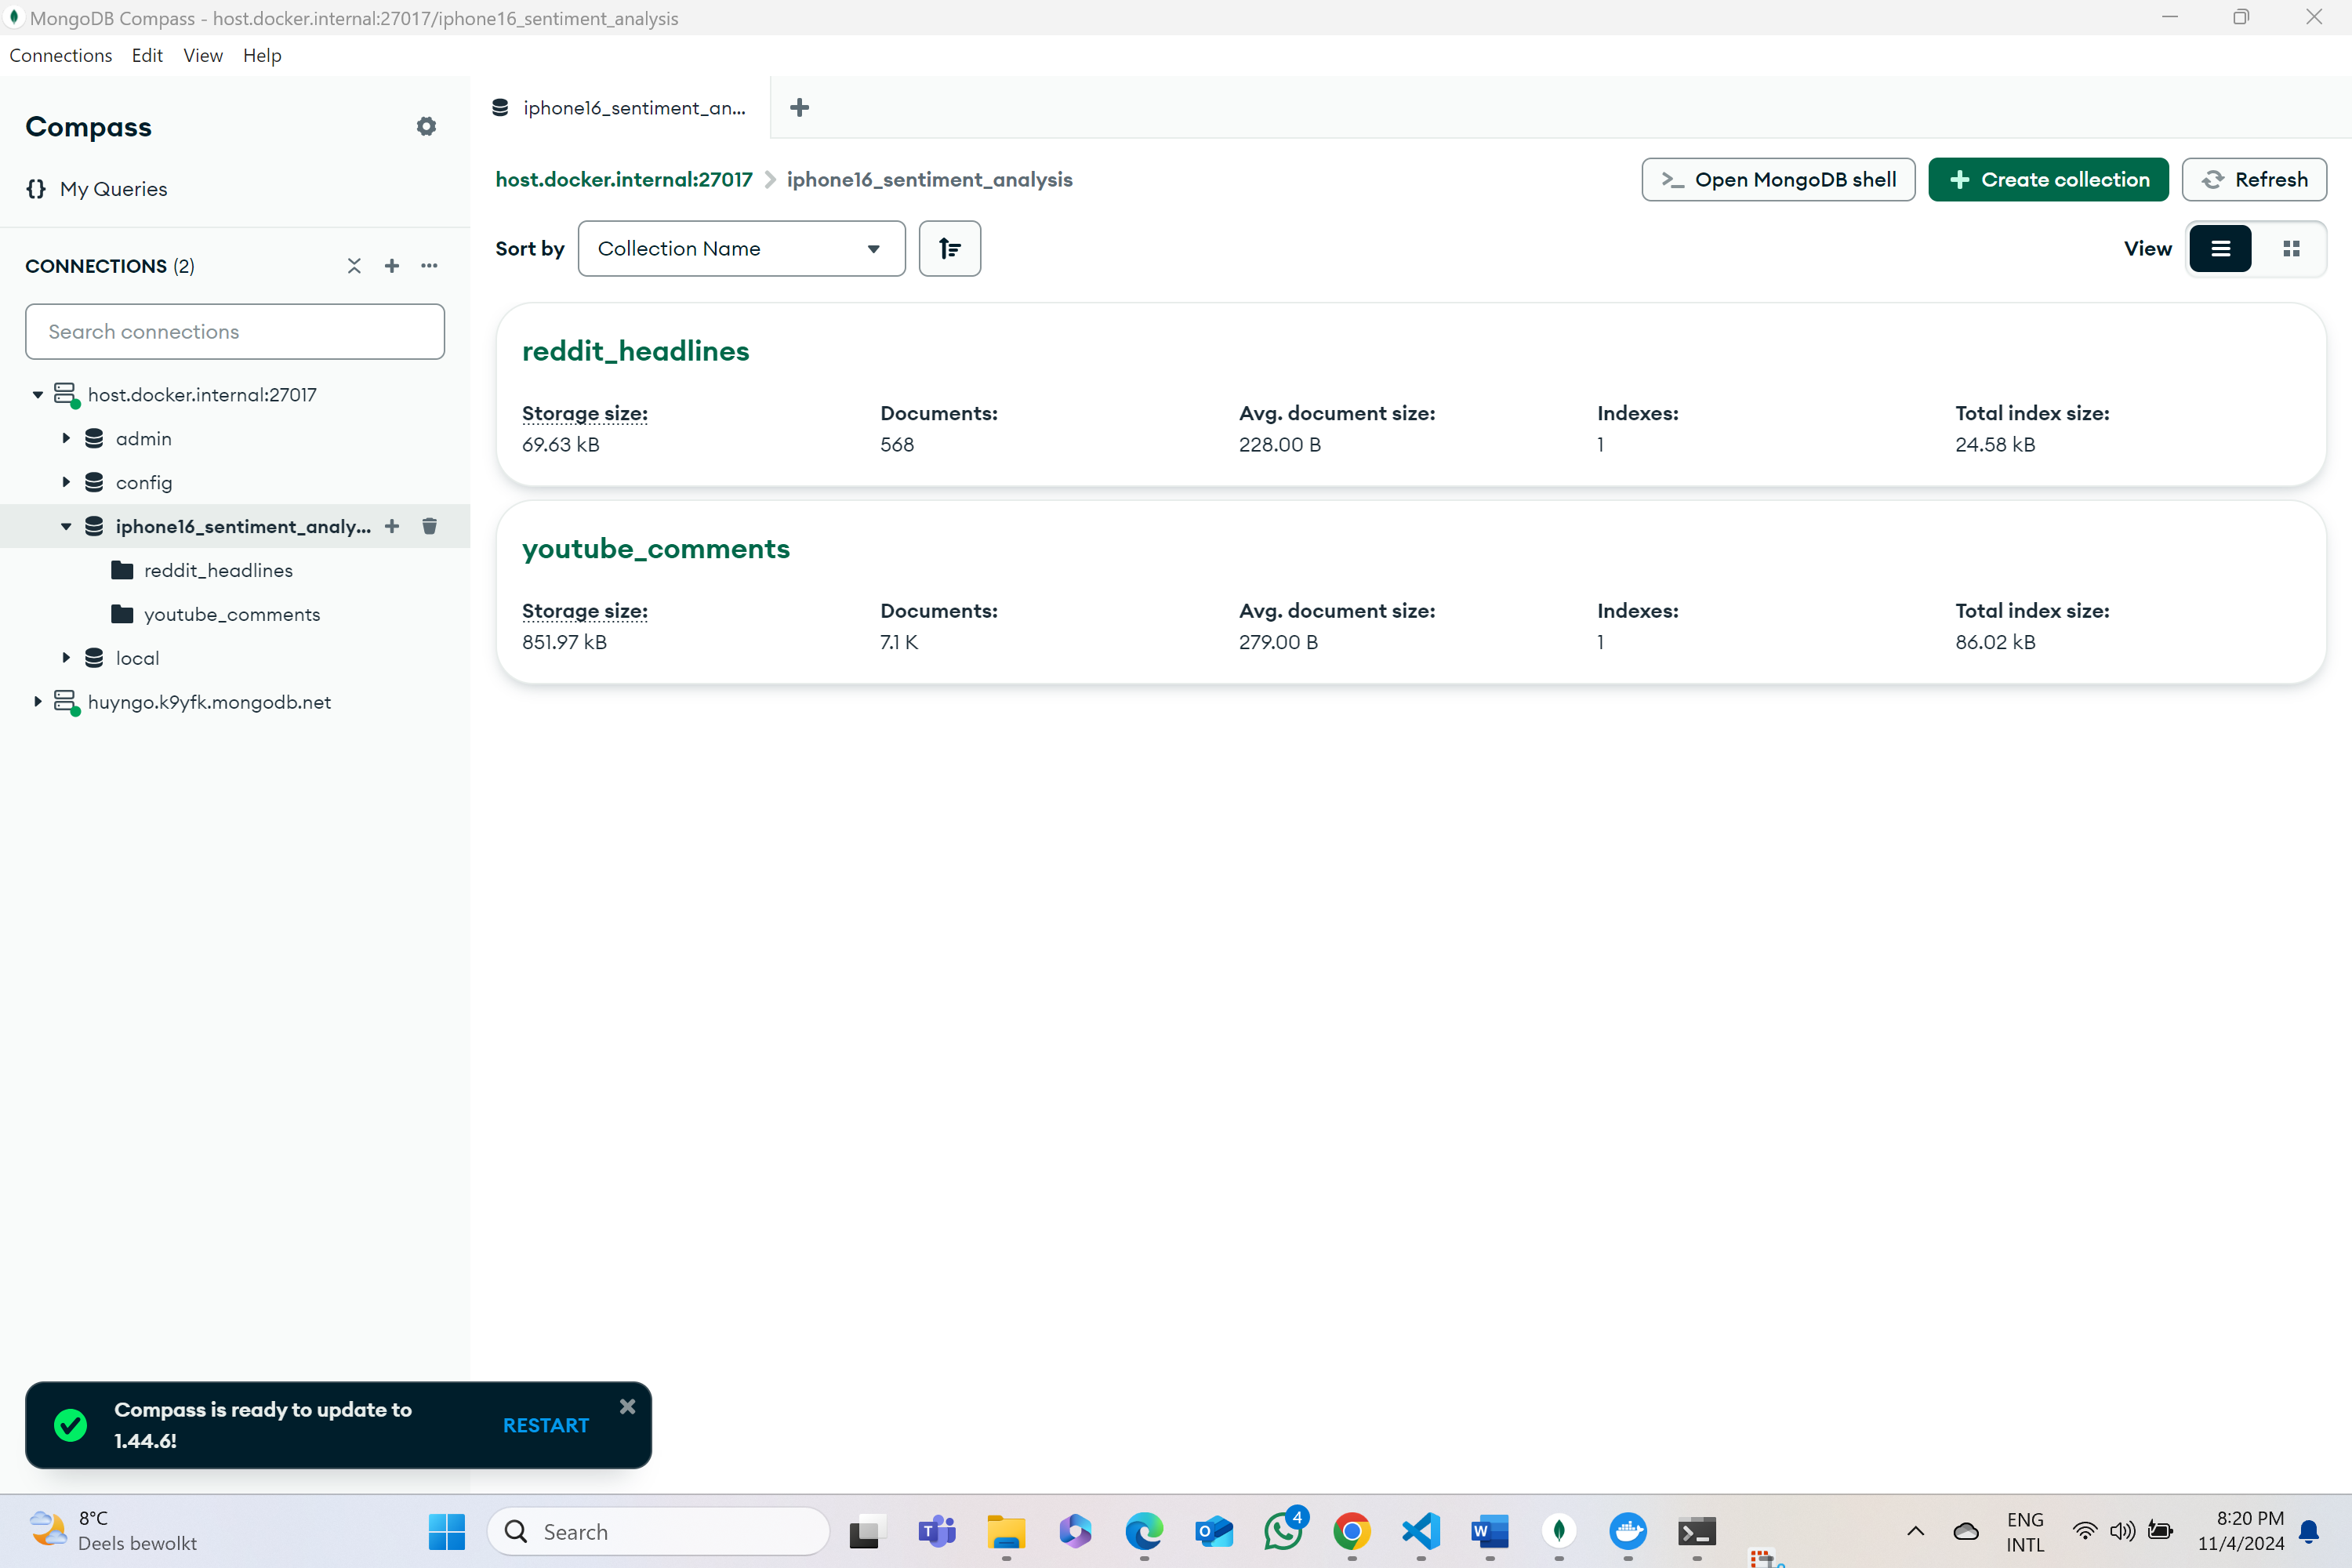 MongoDB Compass - host.docker.internal:27017/iphone16_sentiment_analysis
Connections Edit View Help
Compass
My Queries
CONNECTIONS (2)
Search connections
host.docker.internal:27017
admin
config
iphone16_sentiment_analy...
reddit_headlines
youtube_comments
local
huyngo.k9yfk.mongodb.net
iphone16_sentiment_an...
host.docker.internal:27017 iphone16_sentiment_analysis
Open MongoDB shell
Create collection
Refresh
Sort by Collection Name
View
reddit_headlines
Storage size: Documents: Avg. document size: Indexes: Total index size:
69.63 kB 568 228.00 B 1 24.58 kB
youtube_comments
Storage size: Documents: Avg. document size: Indexes: Total index size:
851.97 kB 7.1 K 279.00 B 1 86.02 kB
Compass is ready to update to
1.44.6!
RESTART
8°C
Deels bewolkt
Search
4
ENG
INTL
8:20 PM
11/4/2024